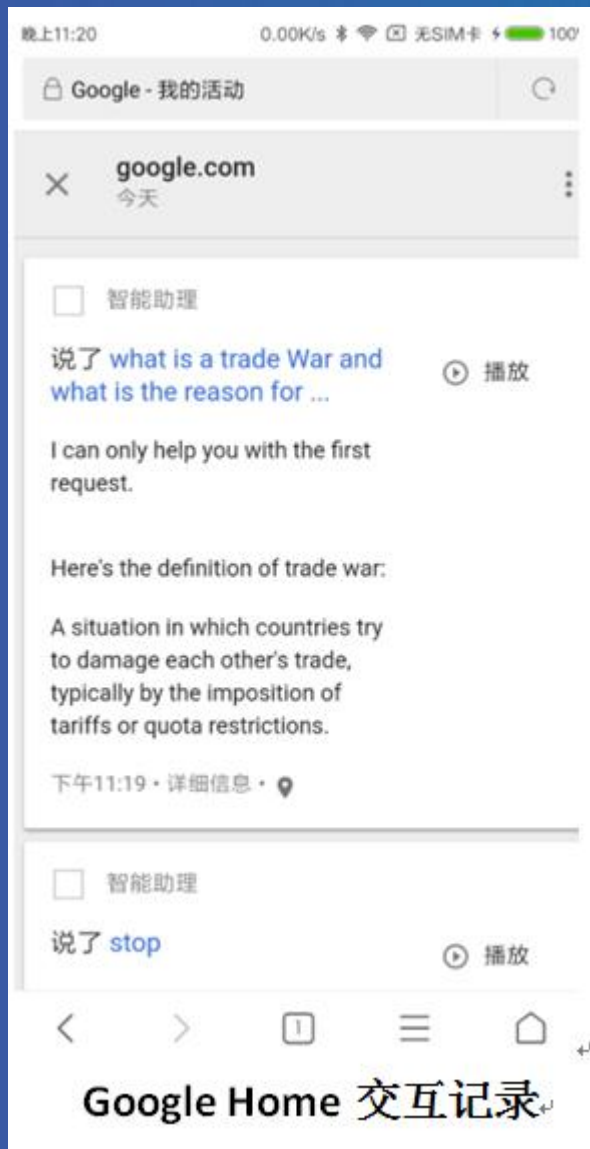 晚上11:20 0.00K/s 无SIM卡 100%
Google - 我的活动
google.com
今天
智能助理
说了 what is a trade War and
what is the reason for ...
播放
I can only help you with the first
request.
Here's the definition of trade war:
A situation in which countries try
to damage each other's trade,
typically by the imposition of
tariffs or quota restrictions.
下午11:19・详细信息・
智能助理
说了 stop
播放
1
Google Home 交互记录